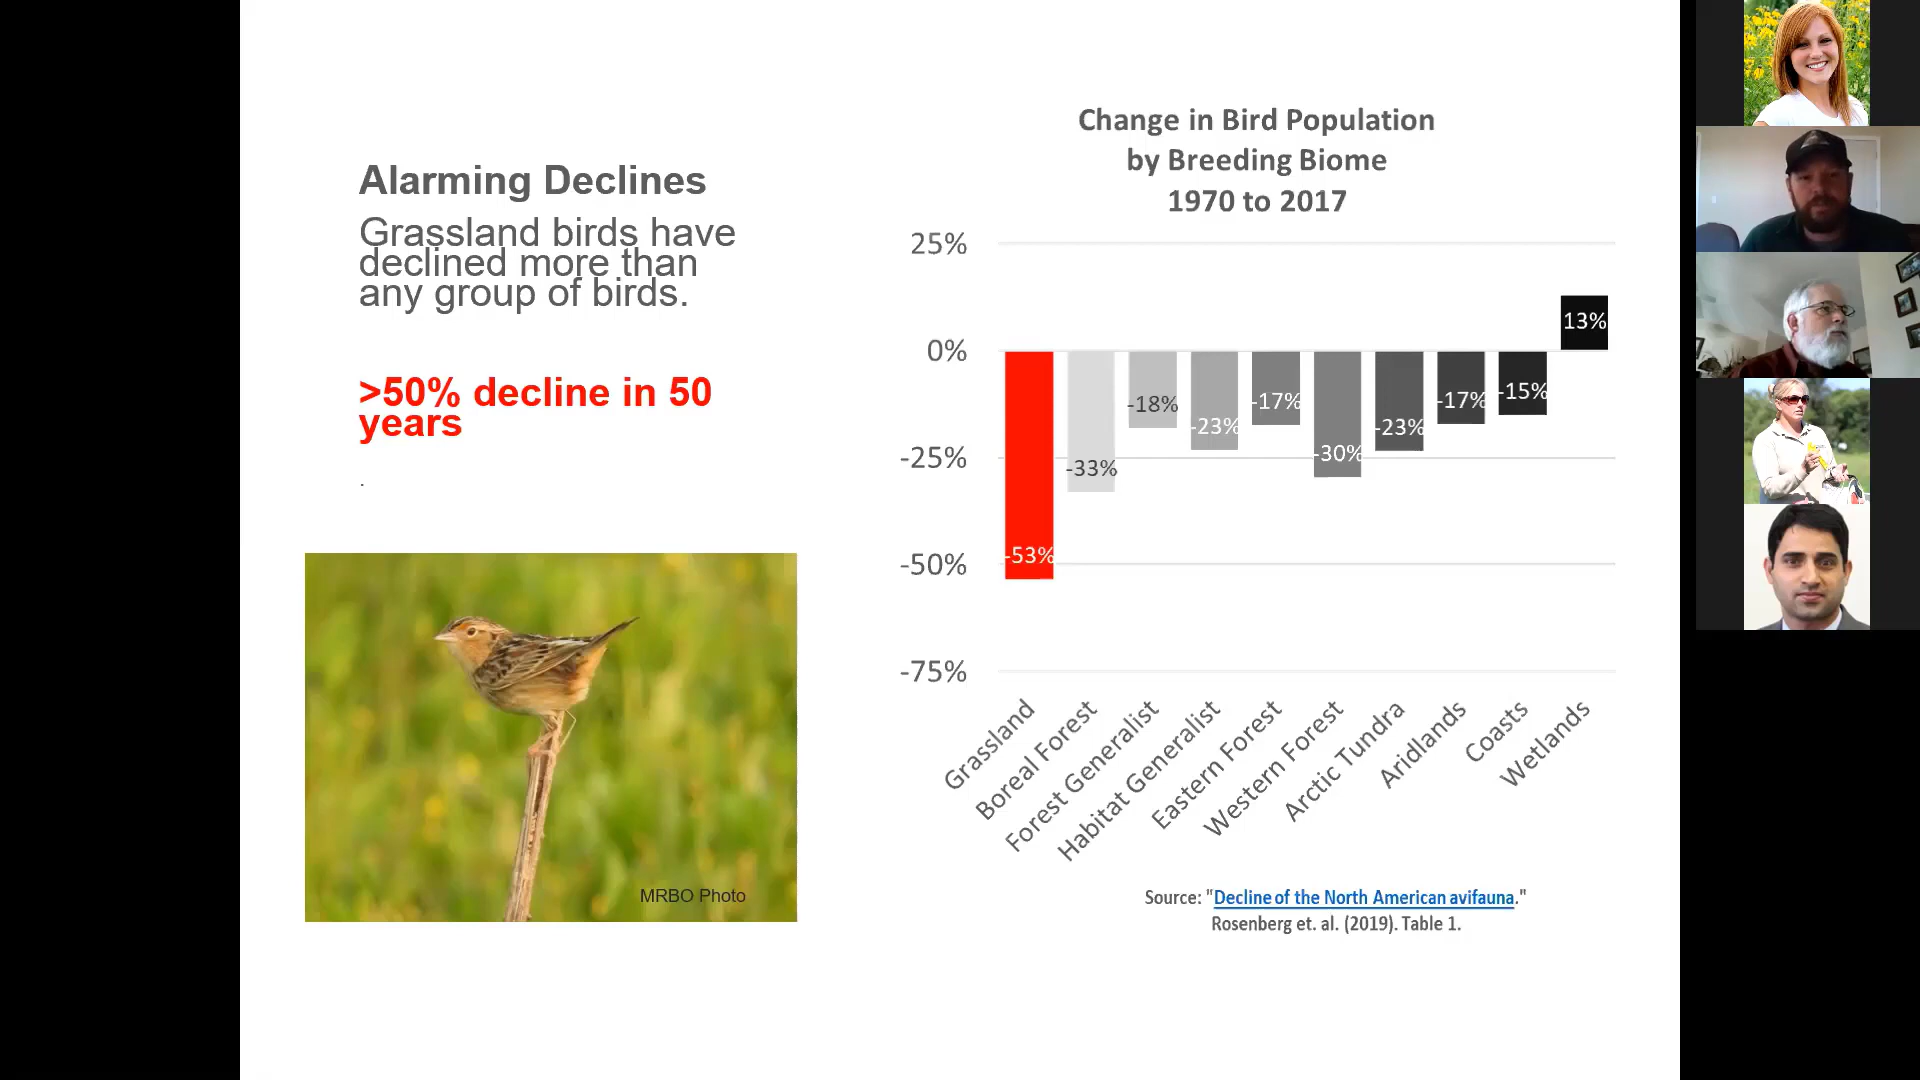 Alarming Declines
Grassland birds have
declined more than
any group of birds.
>50% decline in 50
years
.
MRBO Photo
Change in Bird Population
by Breeding Biome
1970 to 2017
25%
0%
-25%
-50%
-75%
-53%
-33%
-18%
-23%
-17%
-30%
-23%
-17%
-15%
13%
Grassland
Boreal Forest
Forest Generalist
Habitat Generalist
Eastern Forest
Western Forest
Arctic Tundra
Aridlands
Coasts
Wetlands
Source: "Decline of the North American avifauna."
Rosenberg et. al. (2019). Table 1.